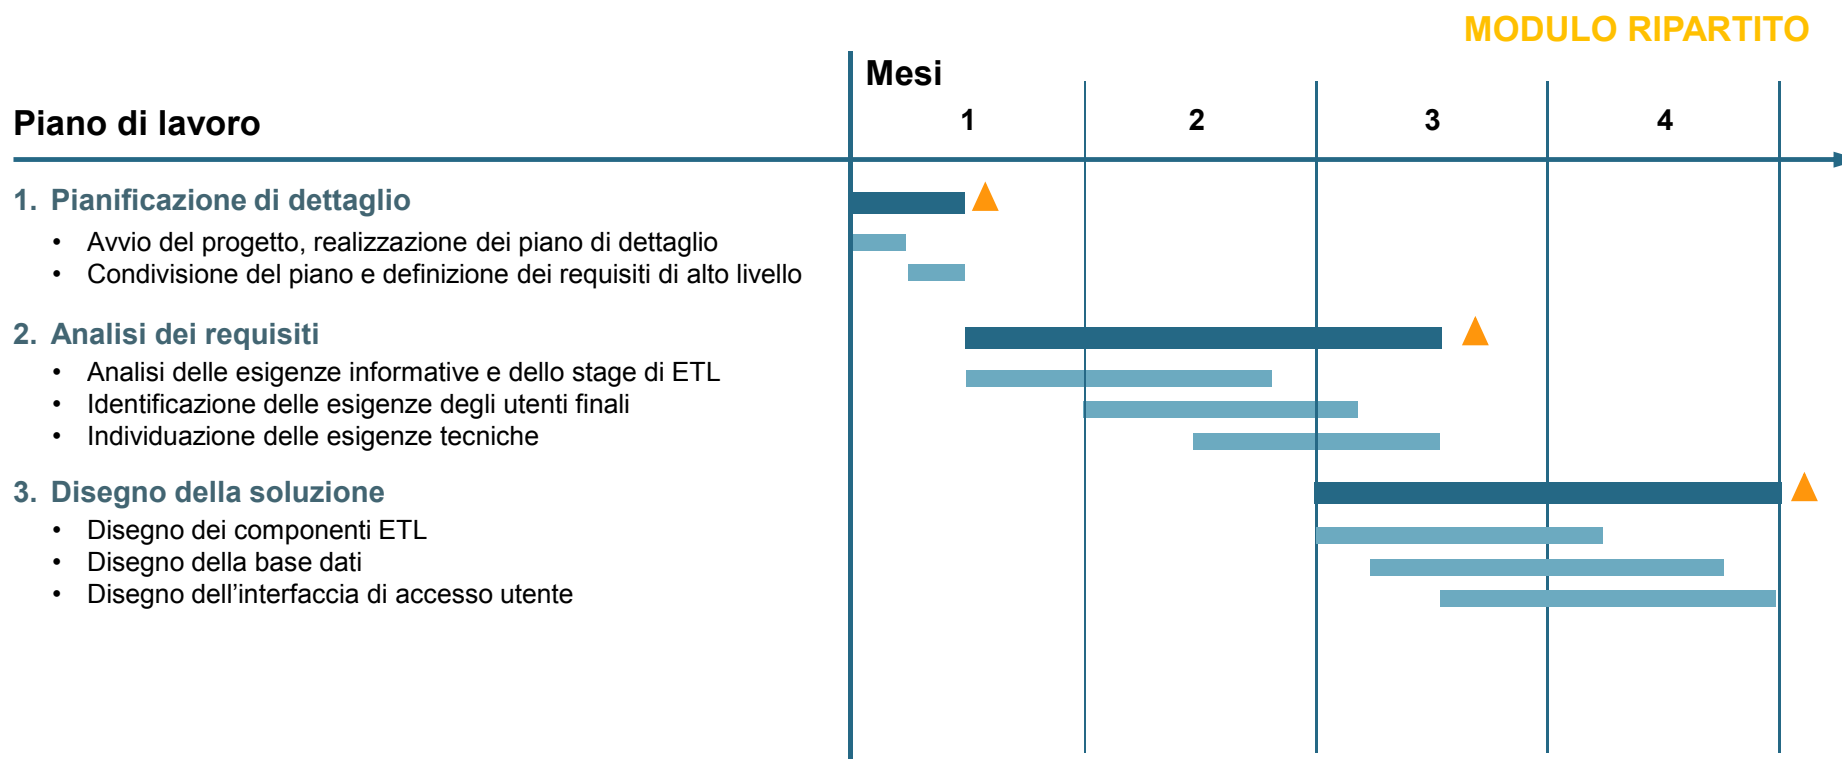 MODULO RIPARTITO
Mesi
Piano di lavoro
1 2 3 4
1. Pianificazione di dettaglio
• Avvio del progetto, realizzazione dei piano di dettaglio
• Condivisione del piano e definizione dei requisiti di alto livello
2. Analisi dei requisiti
• Analisi delle esigenze informative e dello stage di ETL
• Identificazione delle esigenze degli utenti finali
• Individuazione delle esigenze tecniche
3. Disegno della soluzione
• Disegno dei componenti ETL
• Disegno della base dati
• Disegno dell’interfaccia di accesso utente